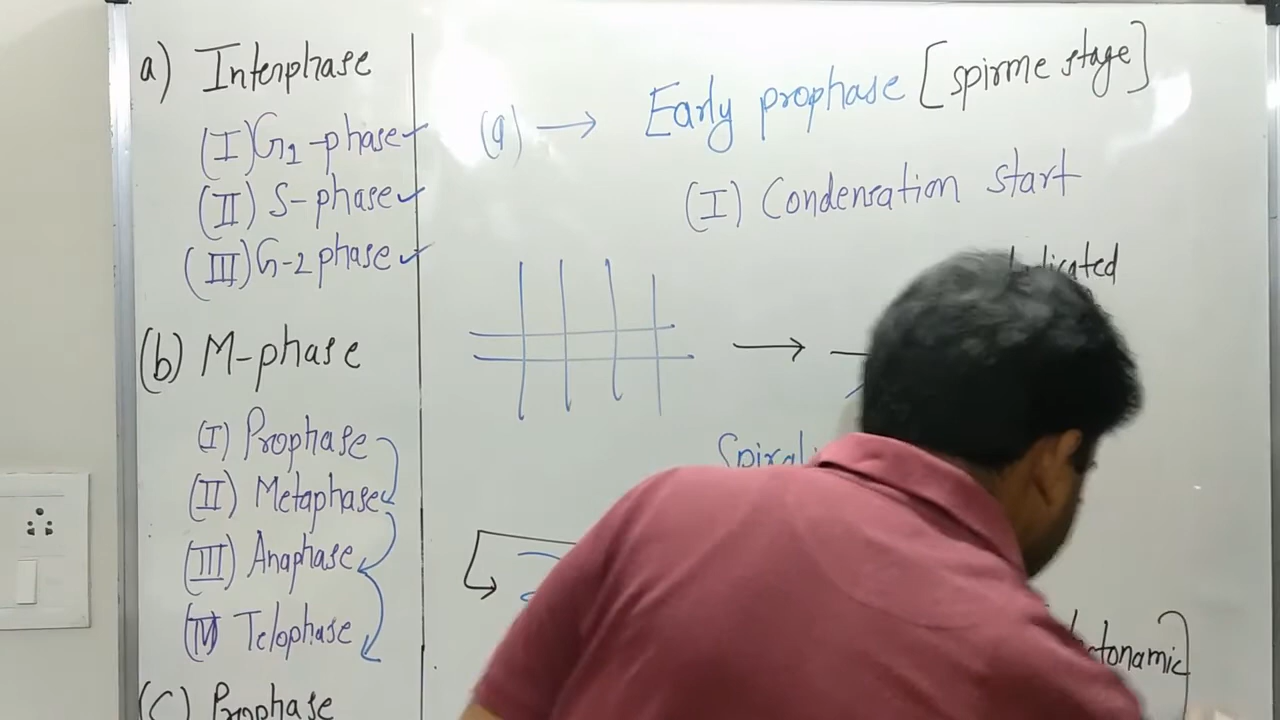 a) Interphase
(I) G1-phase
(II) S-phase
(III) G-2 phase
(b) M-phase
(I) Prophase
(II) Metaphase
(III) Anaphase
(IV) Telophase
(C) Prophase
(a) → Early prophase [spirme stage]
(I) Condensation start